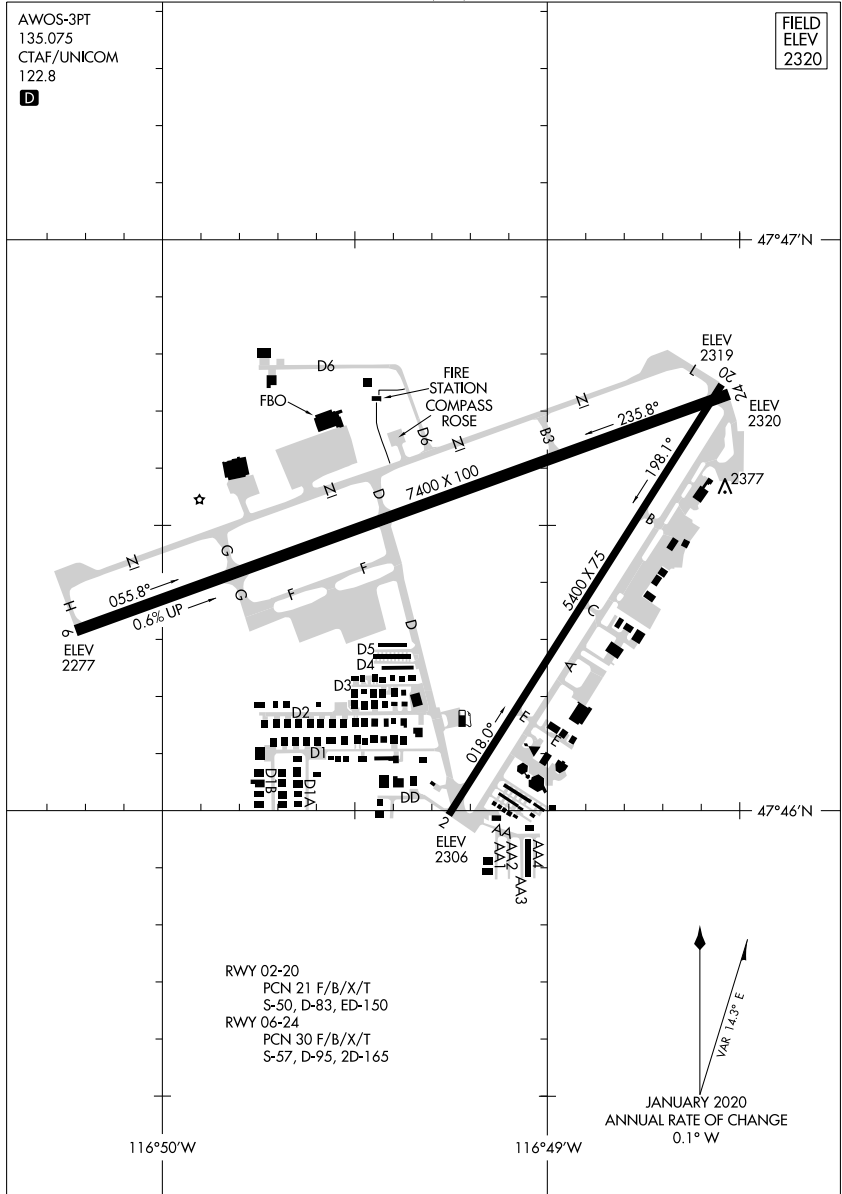 AWOS-3PT
135.075
CTAF/UNICOM
122.8
D
FIELD
ELEV
2320
47°47'N
ELEV
2319
D6
FIRE
STATION
COMPASS
ROSE
FBO
D6
N
B3
N
I
24
20
ELEV
2320
235.8°
198.1°
2377
7400 X 100
D
N
B
G
N
055.8°
0.6% UP
G
F
F
H
6
ELEV
2277
5400 X 75
C
D
A
D5
D4
D3
D2
D1
D1B
D1A
DD
018.0°
E
E
2
ELEV
2306
AA
AA1
AA2
AA3
AA4
47°46'N
RWY 02-20
PCN 21 F/B/X/T
S-50, D-83, ED-150
RWY 06-24
PCN 30 F/B/X/T
S-57, D-95, 2D-165
VAR 14.3° E
JANUARY 2020
ANNUAL RATE OF CHANGE
0.1° W
116°50'W
116°49'W